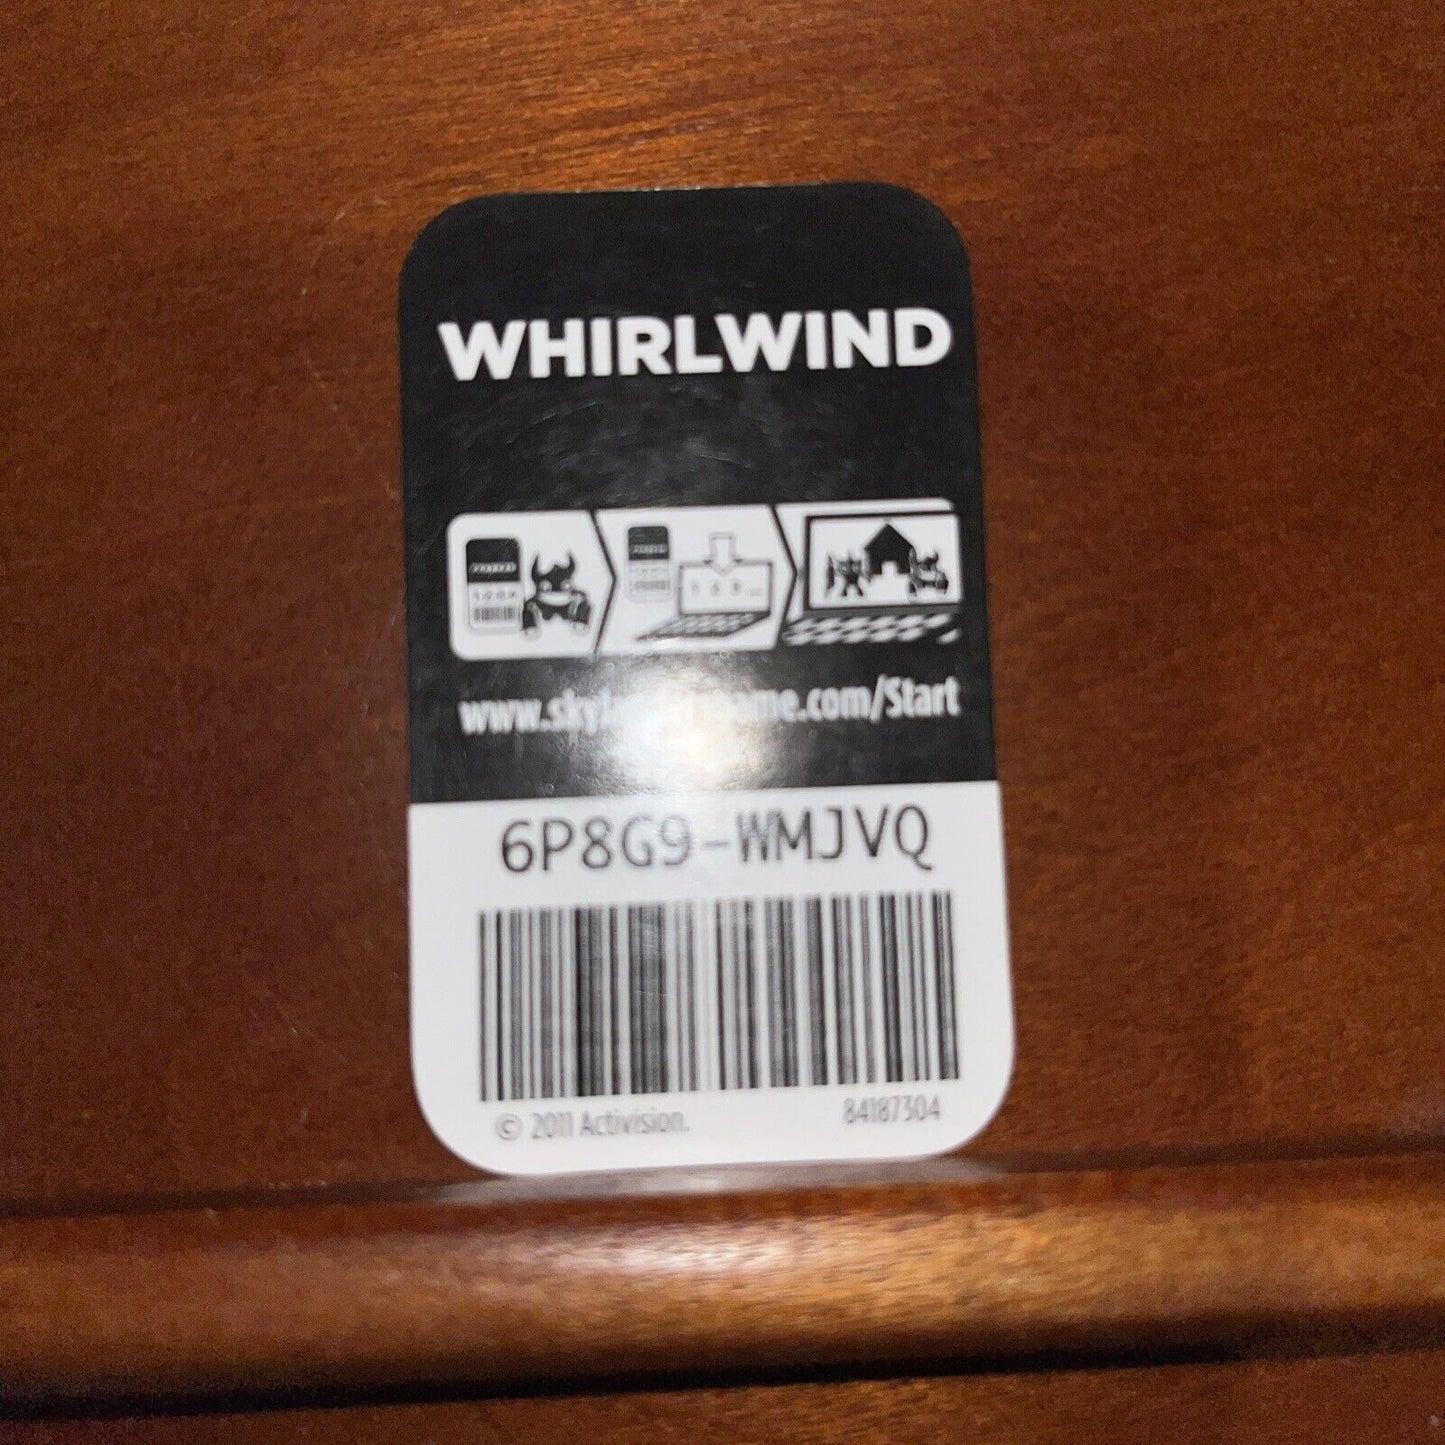 WHIRLWIND
6P8G9-WMJVQ
© 2011 Activision.
84187304